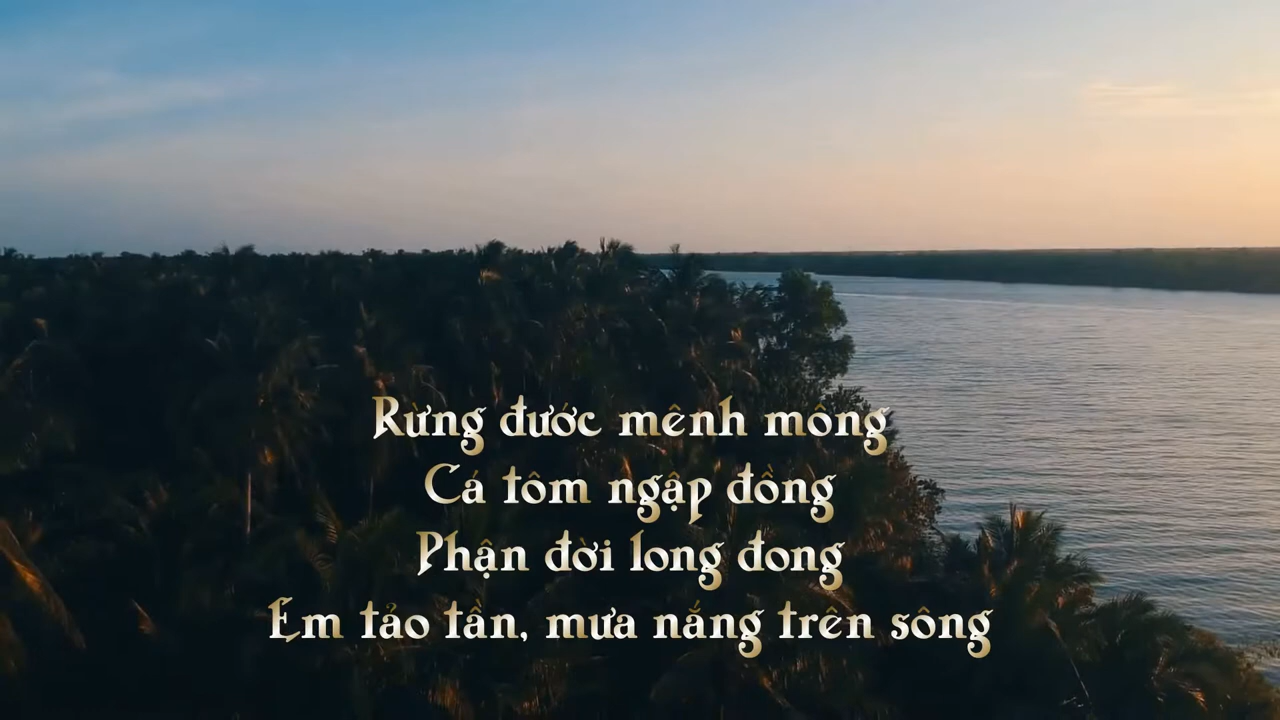 Rừng đước mênh mông
Cá tôm ngập đồng
Phận đời long đong
Em tảo tần, mưa nắng trên sông